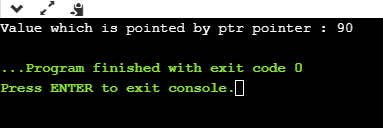 Value which is pointed by ptr pointer : 90
...Program finished with exit code 0
Press ENTER to exit console.